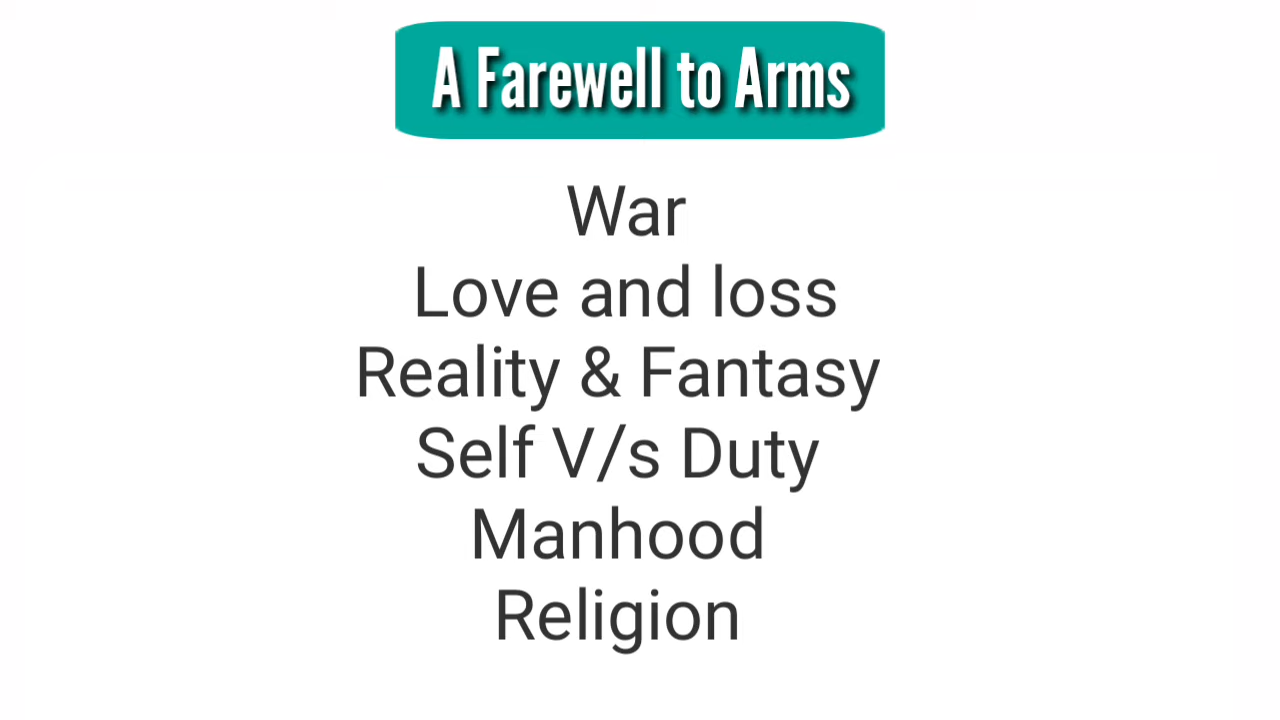 A Farewell to Arms
War
Love and loss
Reality & Fantasy
Self V/s Duty
Manhood
Religion